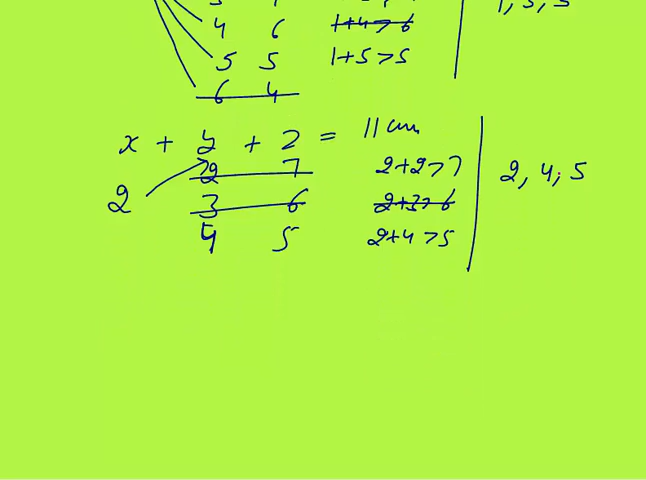 4 6 1+4>6
5 5 1+5>5
6 4
x + y + z = 11 cm
2 7 2+2>7 2, 4, 5
2 3 6 2+3>6
4 5 2+4>5